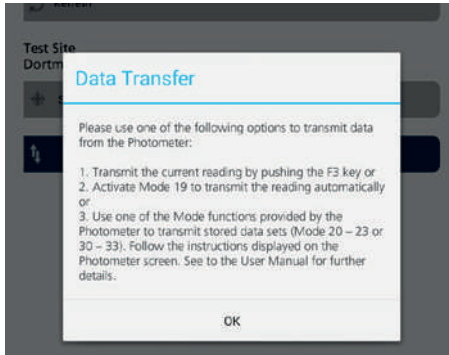 Refresh
Test Site
Dortm
S
Data Transfer
Please use one of the following options to transmit data
from the Photometer:
1. Transmit the current reading by pushing the F3 key or
2. Activate Mode 19 to transmit the reading automatically
or
3. Use one of the Mode functions provided by the
Photometer to transmit stored data sets (Mode 20 – 23 or
30 – 33). Follow the instructions displayed on the
Photometer screen. See to the User Manual for further
details.
OK